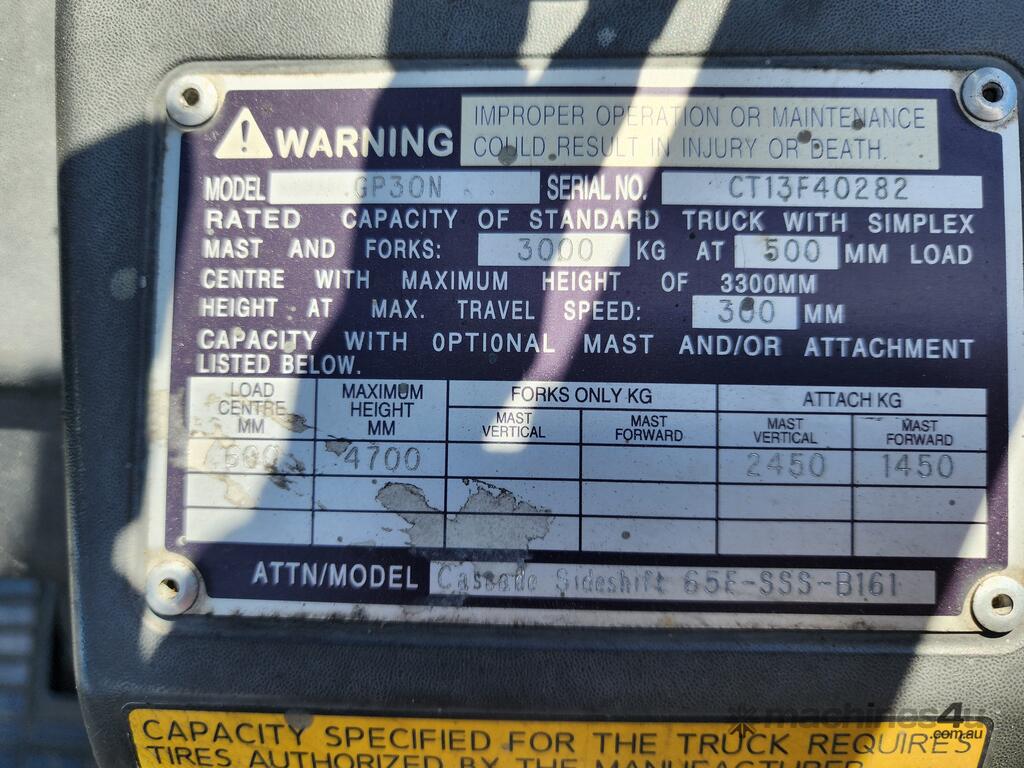 WARNING
IMPROPER OPERATION OR MAINTENANCE
COULD RESULT IN INJURY OR DEATH.
MODEL GP30N SERIAL NO. CT13F40282
RATED CAPACITY OF STANDARD TRUCK WITH SIMPLEX
MAST AND FORKS: 3000 KG AT 500 MM LOAD
CENTRE WITH MAXIMUM HEIGHT OF 3300MM
HEIGHT AT MAX. TRAVEL SPEED: 300 MM
CAPACITY WITH OPTIONAL MAST AND/OR ATTACHMENT
LISTED BELOW.
LOAD CENTRE MM MAXIMUM HEIGHT MM FORKS ONLY KG ATTACH KG
MAST VERTICAL MAST FORWARD MAST VERTICAL MAST FORWARD
600 4700 2450 1450
ATTN/MODEL Cascade Sideshift 65E-SSS-B161
CAPACITY SPECIFIED FOR THE TRUCK REQUIRES
TIRES AUTHORIZED BY THE MANUFACTURER
machines4u
.com.au